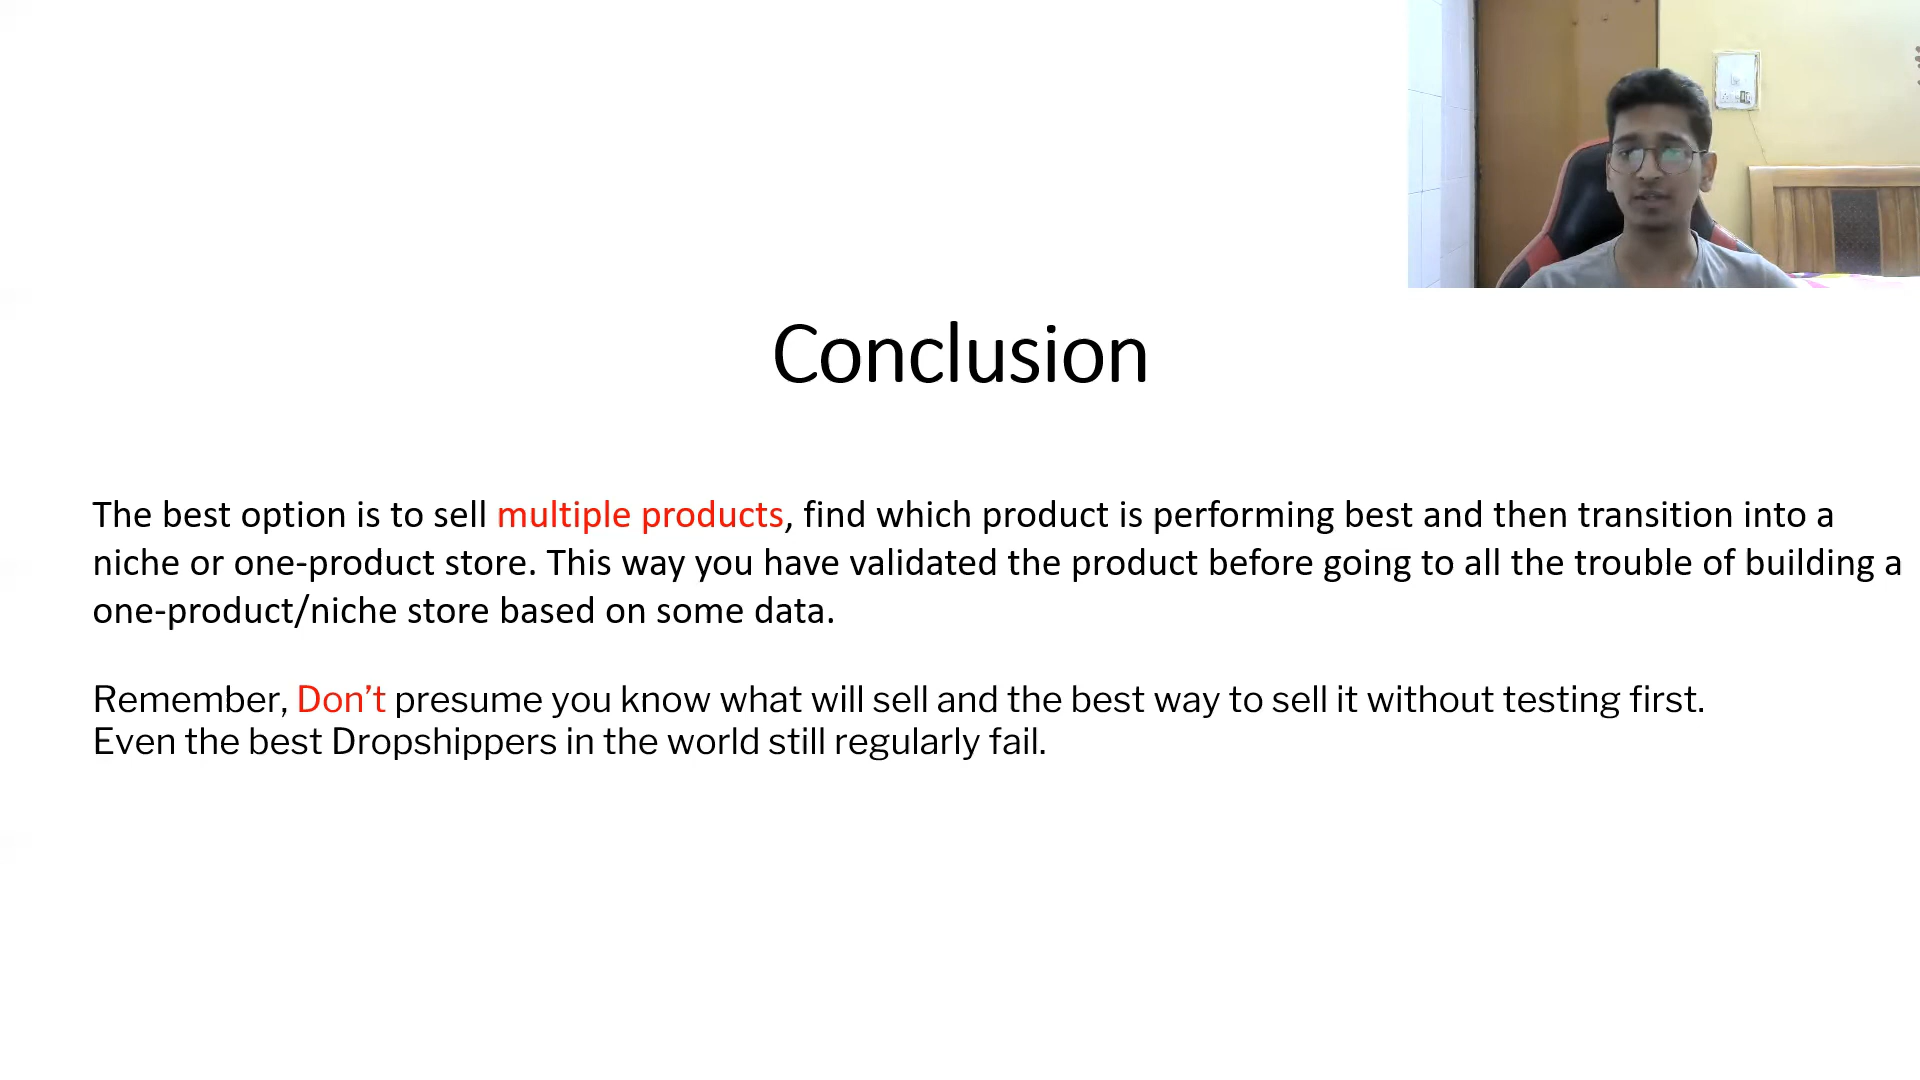 Conclusion
The best option is to sell multiple products, find which product is performing best and then transition into a
niche or one-product store. This way you have validated the product before going to all the trouble of building a
one-product/niche store based on some data.
Remember, Don’t presume you know what will sell and the best way to sell it without testing first.
Even the best Dropshippers in the world still regularly fail.